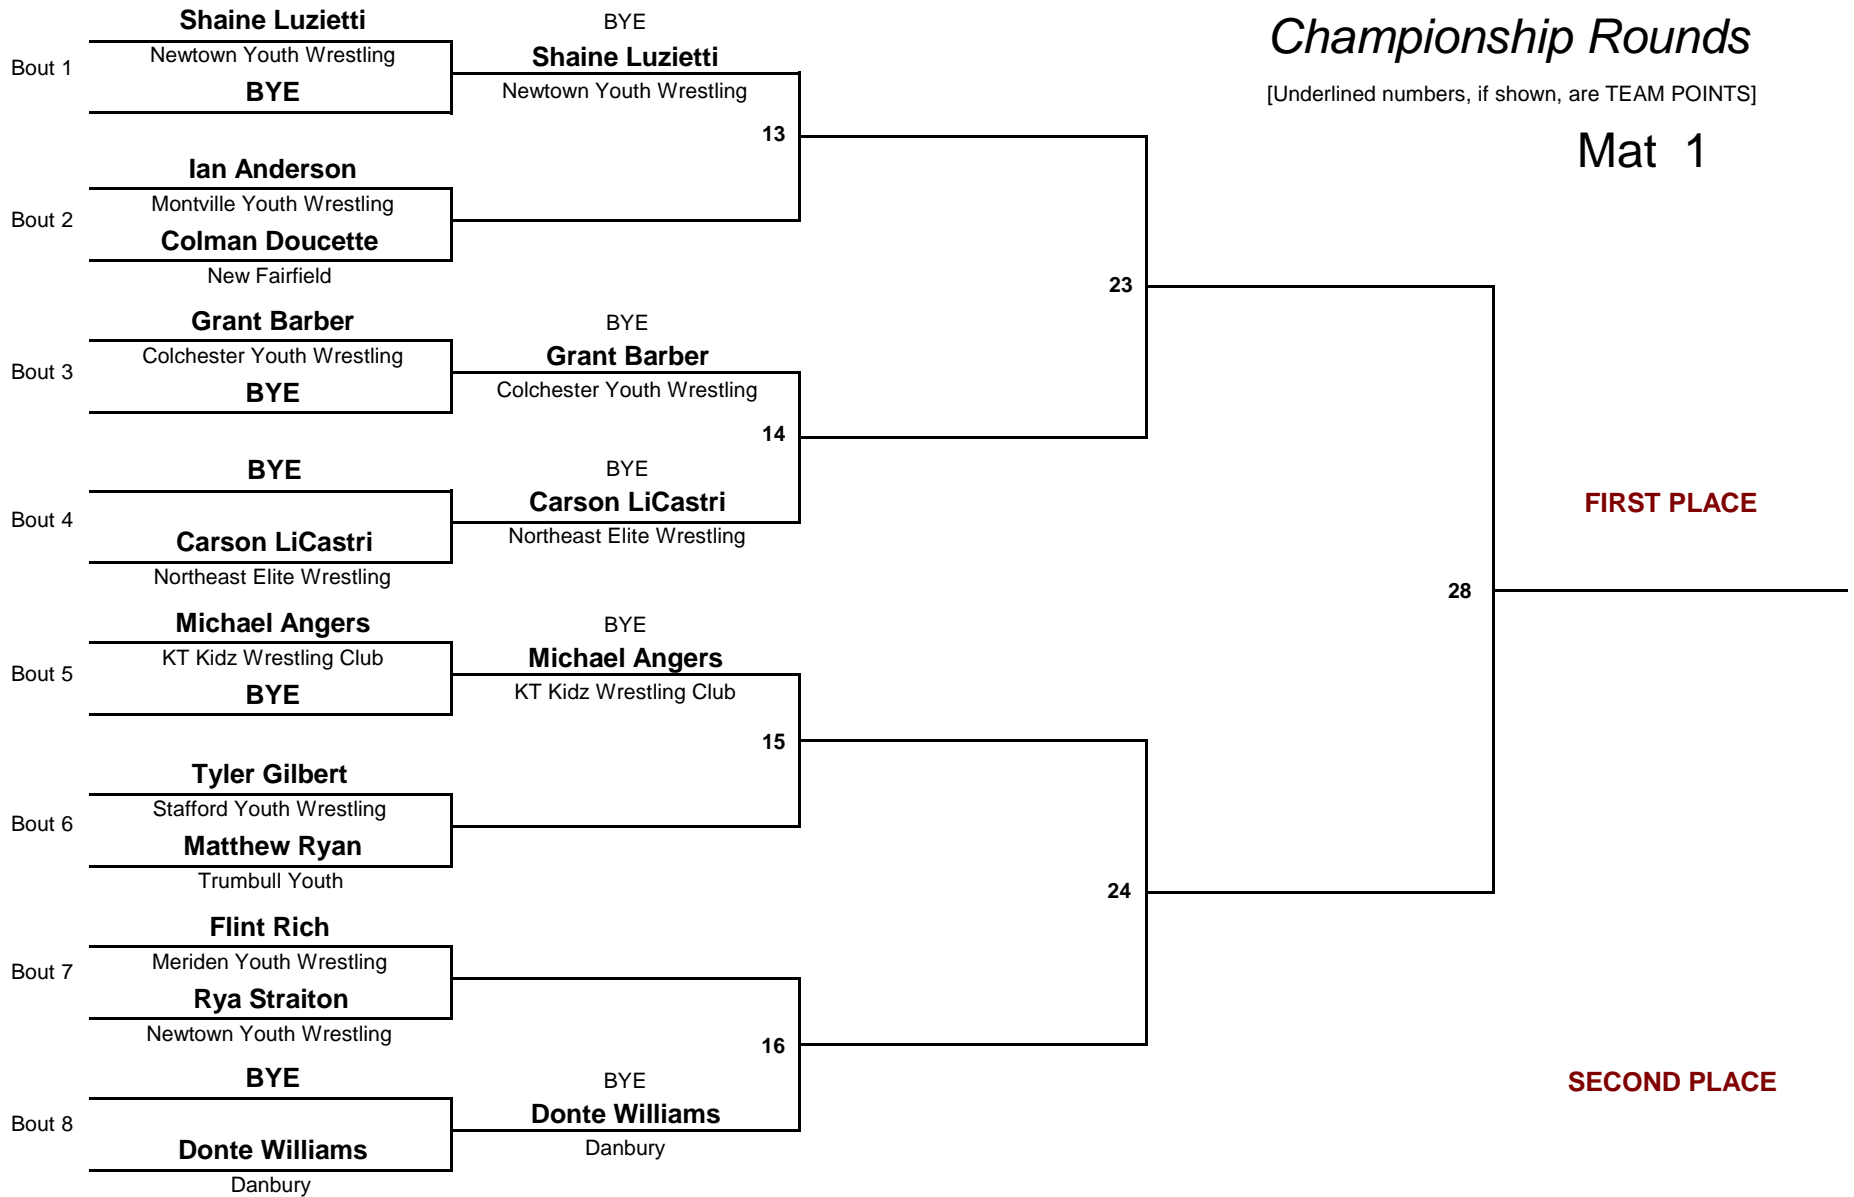 Championship Rounds
[Underlined numbers, if shown, are TEAM POINTS]
Mat 1
Bout 1
Shaine Luzietti
Newtown Youth Wrestling
BYE
Bout 2
Ian Anderson
Montville Youth Wrestling
Colman Doucette
New Fairfield
Bout 3
Grant Barber
Colchester Youth Wrestling
BYE
Bout 4
BYE
Carson LiCastri
Northeast Elite Wrestling
Bout 5
Michael Angers
KT Kidz Wrestling Club
BYE
Bout 6
Tyler Gilbert
Stafford Youth Wrestling
Matthew Ryan
Trumbull Youth
Bout 7
Flint Rich
Meriden Youth Wrestling
Rya Straiton
Newtown Youth Wrestling
Bout 8
BYE
Donte Williams
Danbury
BYE
Shaine Luzietti
Newtown Youth Wrestling
13
BYE
Grant Barber
Colchester Youth Wrestling
14
BYE
Carson LiCastri
Northeast Elite Wrestling
BYE
Michael Angers
KT Kidz Wrestling Club
15
16
BYE
Donte Williams
Danbury
23
24
28
FIRST PLACE
SECOND PLACE